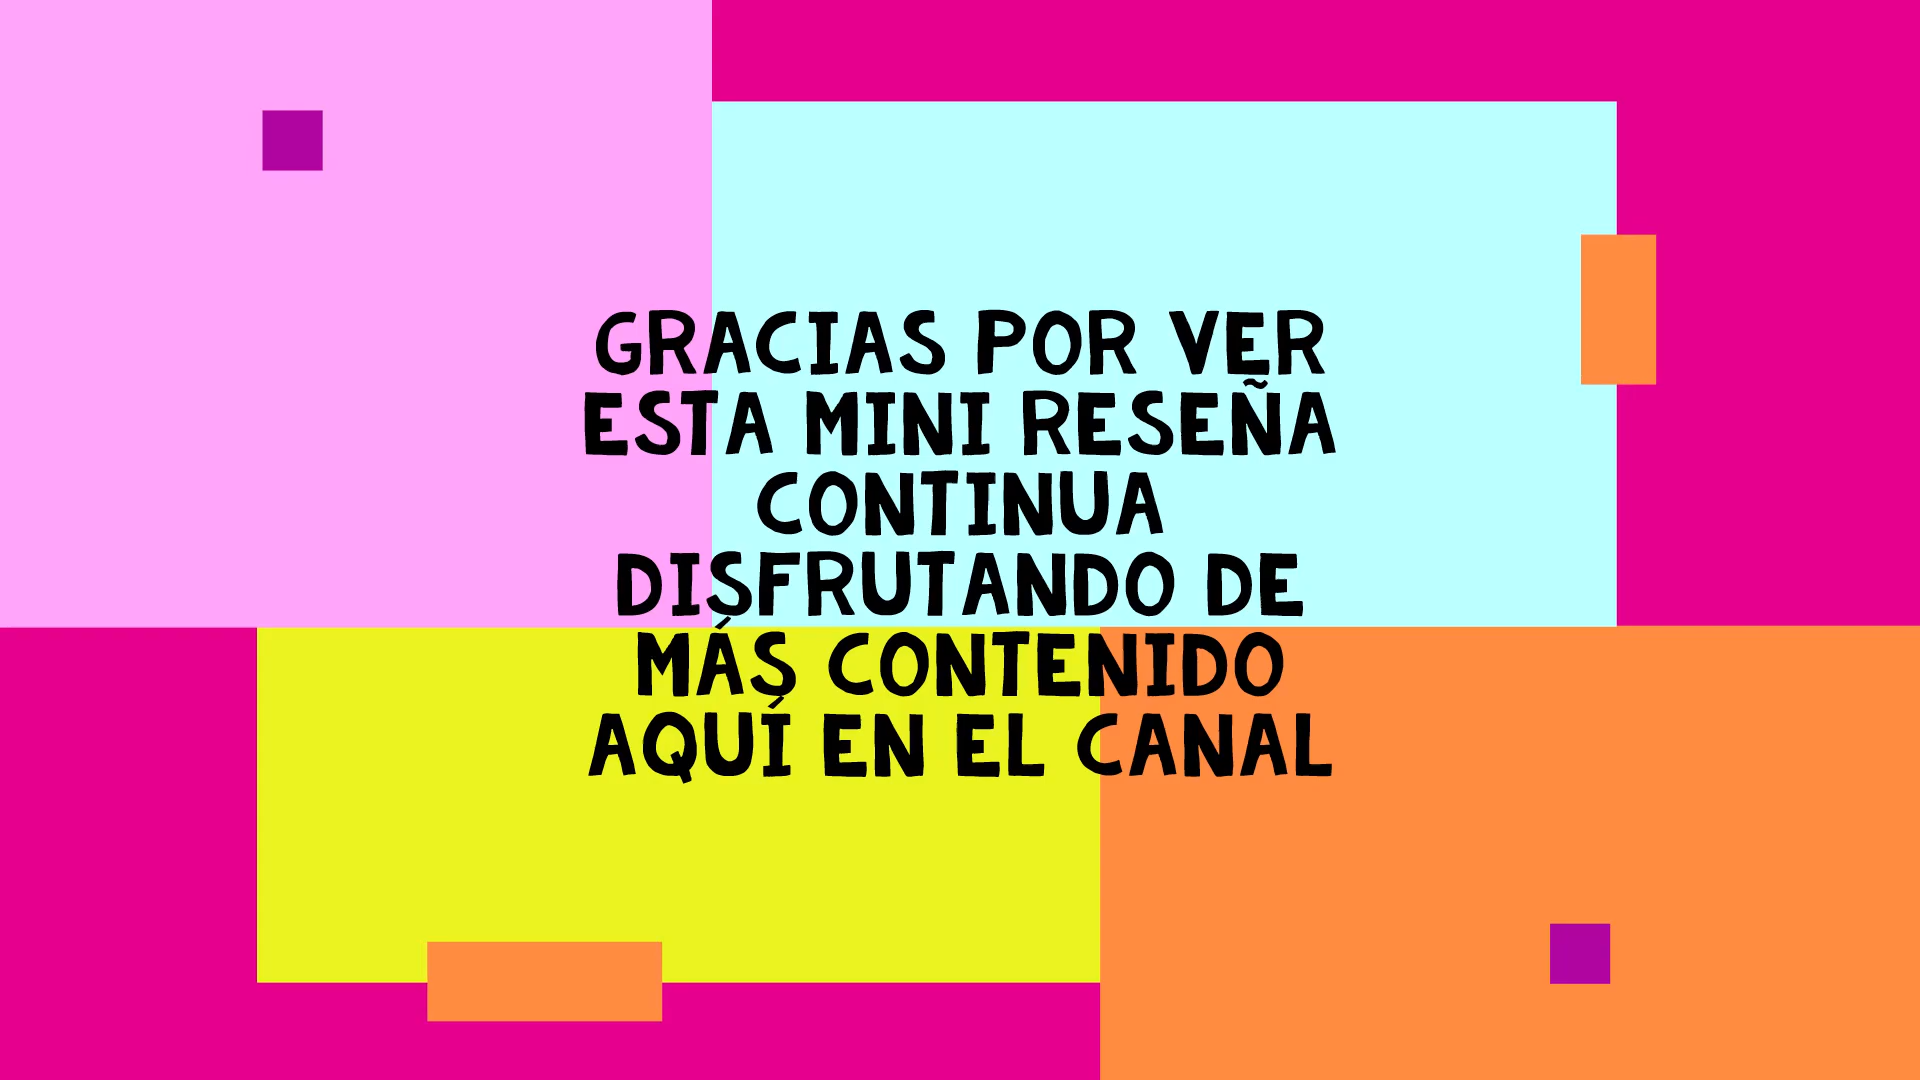 GRACIAS POR VER
ESTA MINI RESEÑA
CONTINUA
DISFRUTANDO DE
MÁS CONTENIDO
AQUÍ EN EL CANAL